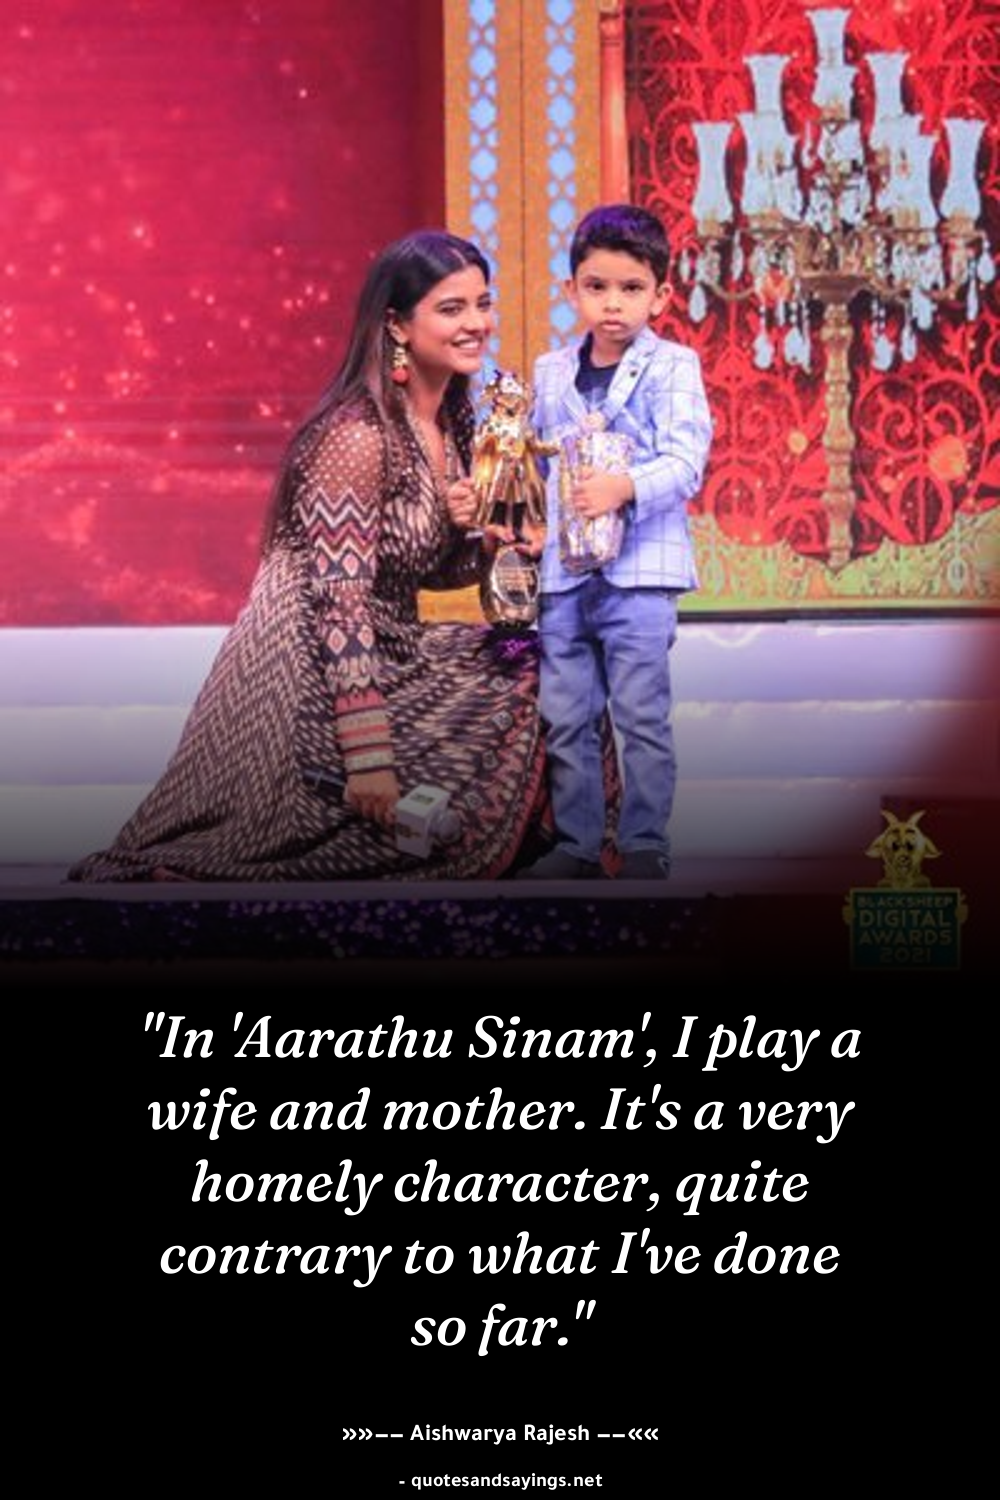 BLACKSHEEP
DIGITAL
AWARDS
2021
"In 'Aarathu Sinam', I play a
wife and mother. It's a very
homely character, quite
contrary to what I've done
so far."
»»–– Aishwarya Rajesh ––««
- quotesandsayings.net